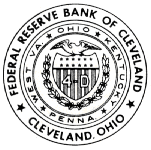 FEDERAL RESERVE BANK OF CLEVELAND
CLEVELAND, OHIO
W. VA.
OHIO
KENTUCKY
PENNA.
4-D